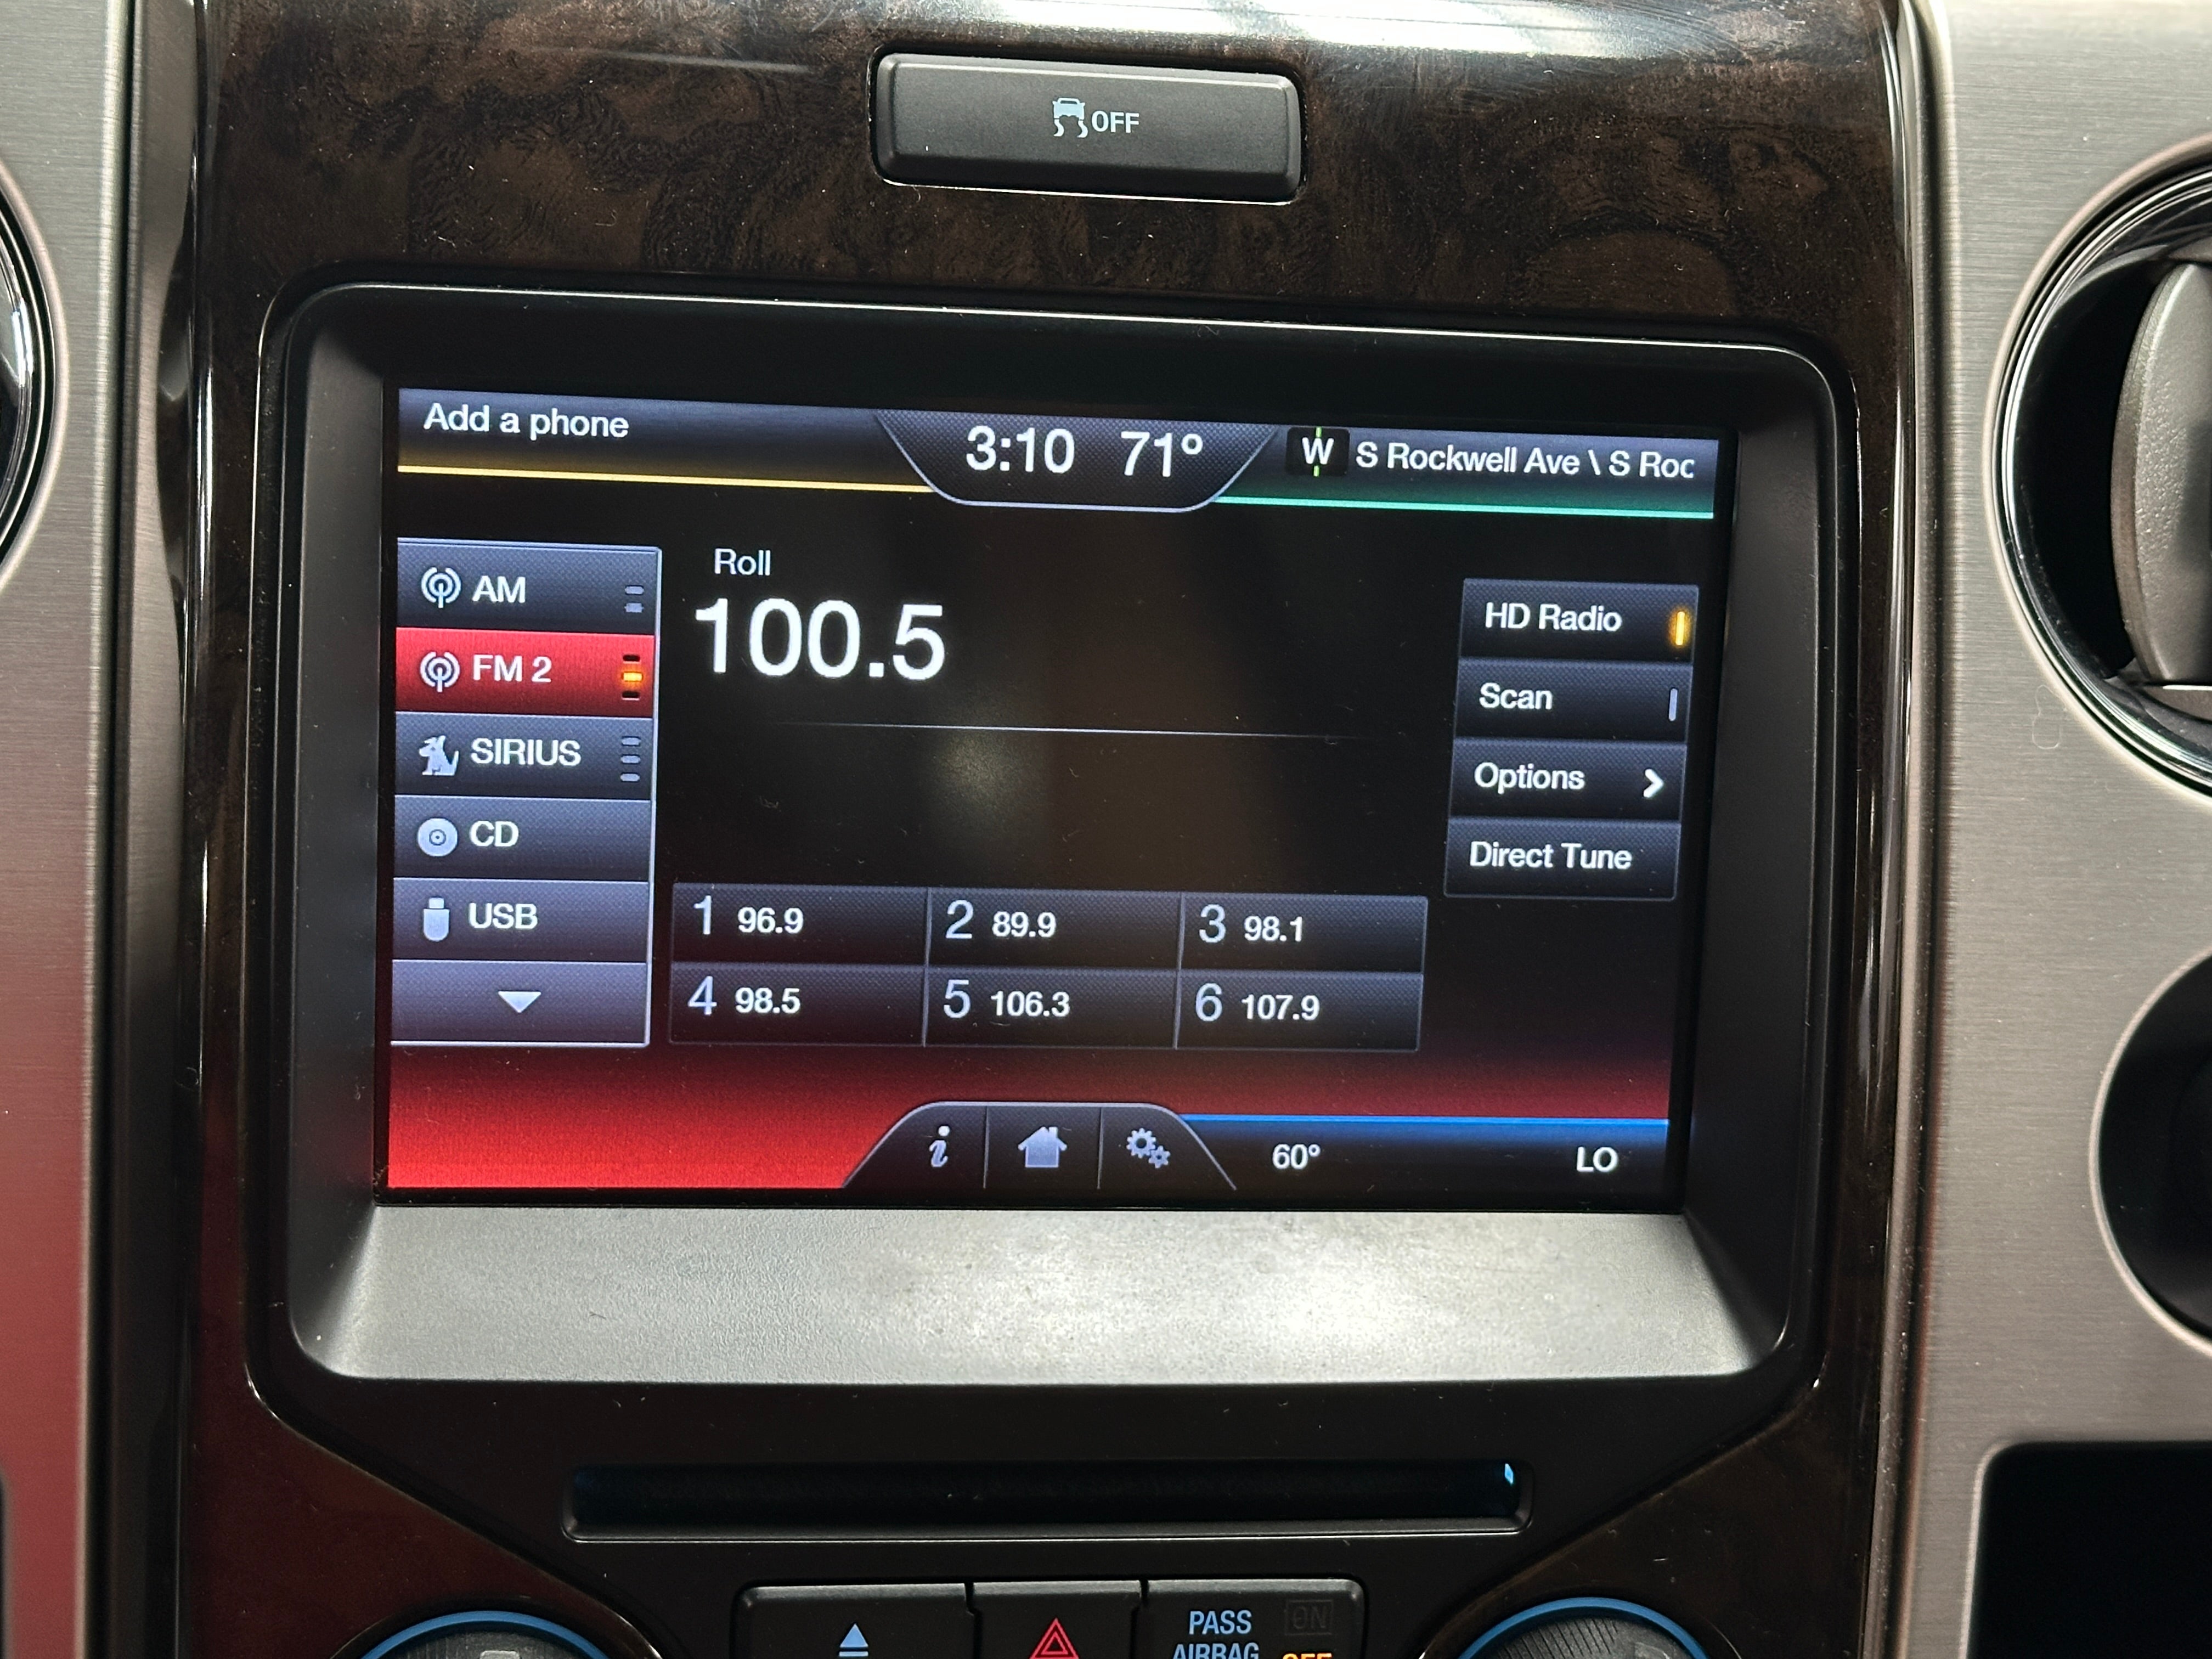 OFF
Add a phone
3:10 71°
W S Rockwell Ave \ S Roc
AM
FM 2
SIRIUS
CD
USB
Roll
100.5
HD Radio
Scan
Options
Direct Tune
1 96.9
2 89.9
3 98.1
4 98.5
5 106.3
6 107.9
i
60°
LO
PASS
AIRBAG
ON
OFF